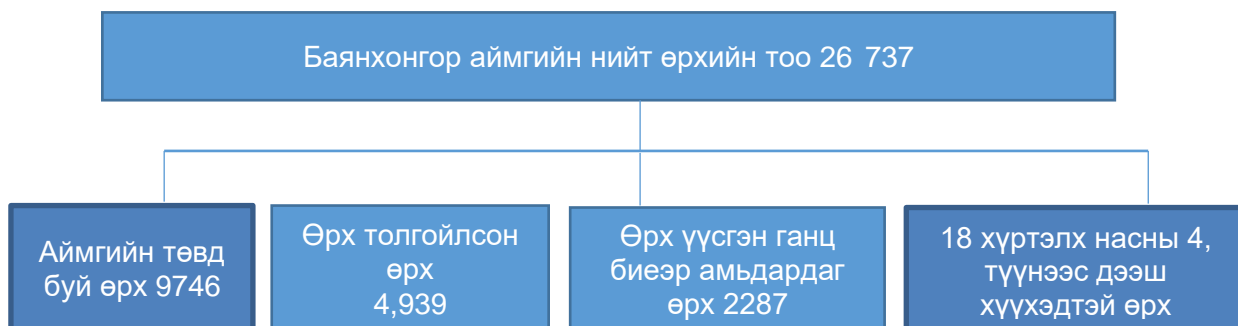 Баянхонгор аймгийн нийт өрхийн тоо 26 737
Аймгийн төвд
буй өрх 9746
Өрх толгойлсон
өрх
4,939
Өрх үүсгэн ганц
биеэр амьдардаг
өрх 2287
18 хүртэлх насны 4,
түүнээс дээш
хүүхэдтэй өрх